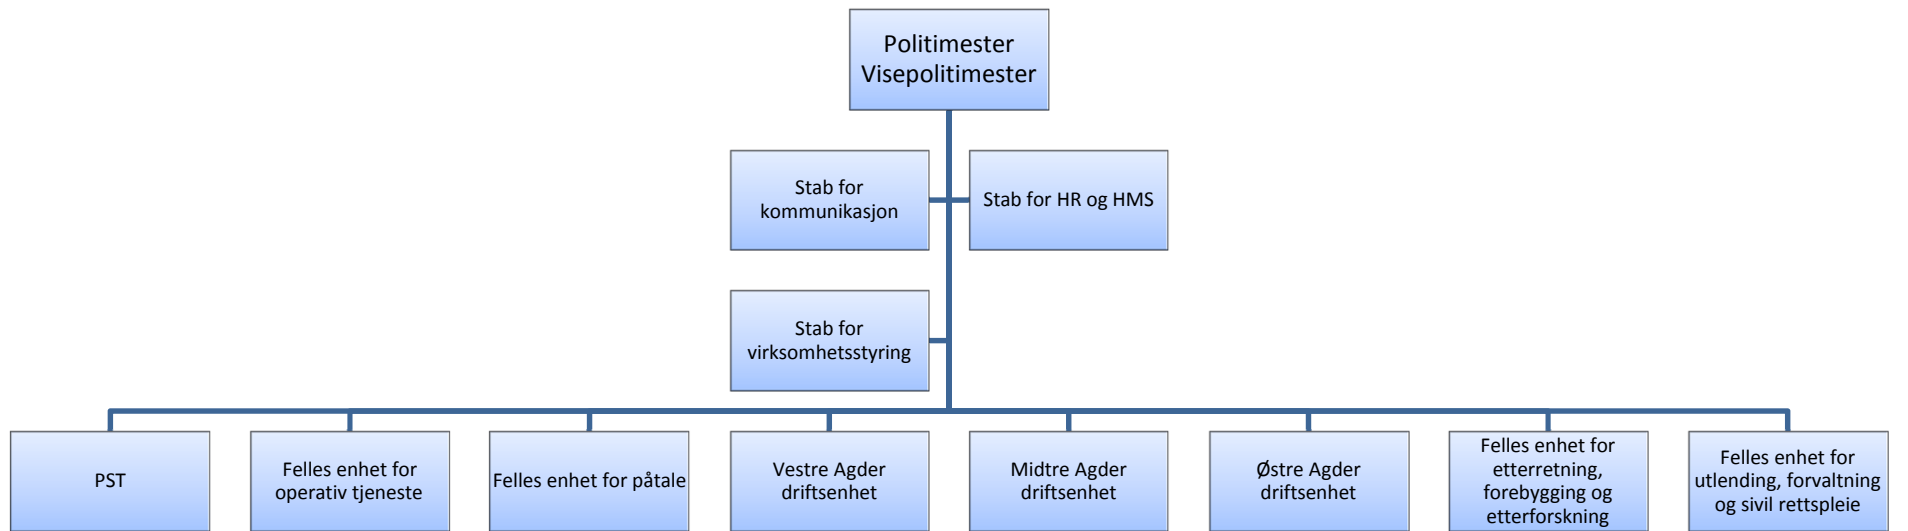 Politimester
Visepolitimester
Stab for
kommunikasjon
Stab for HR og HMS
Stab for
virksomhetsstyring
PST
Felles enhet for
operativ tjeneste
Felles enhet for påtale
Vestre Agder
driftsenhet
Midtre Agder
driftsenhet
Østre Agder
driftsenhet
Felles enhet for
etterretning,
forebygging og
etterforskning
Felles enhet for
utlending, forvaltning
og sivil rettspleie